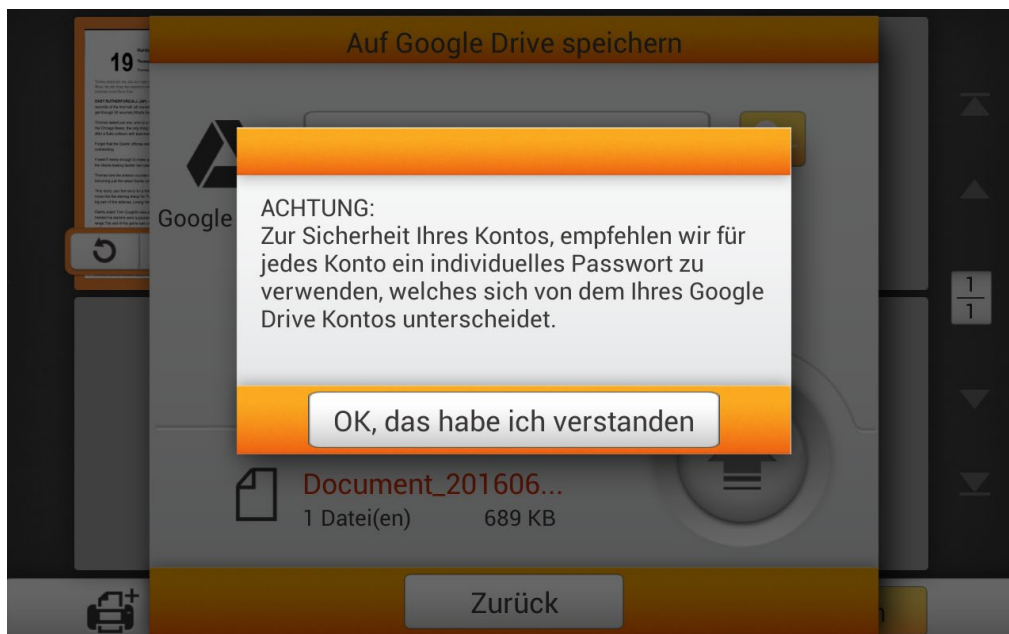 Auf Google Drive speichern
19
Google
ACHTUNG:
Zur Sicherheit Ihres Kontos, empfehlen wir für
jedes Konto ein individuelles Passwort zu
verwenden, welches sich von dem Ihres Google
Drive Kontos unterscheidet.
1
1
OK, das habe ich verstanden
Document_201606...
1 Datei(en) 689 KB
Zurück